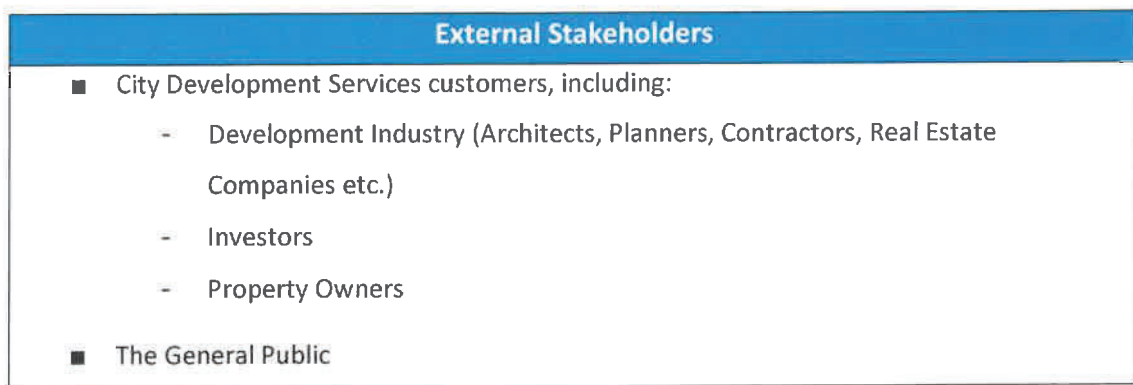 External Stakeholders
■ City Development Services customers, including:
- Development Industry (Architects, Planners, Contractors, Real Estate
Companies etc.)
- Investors
- Property Owners
■ The General Public